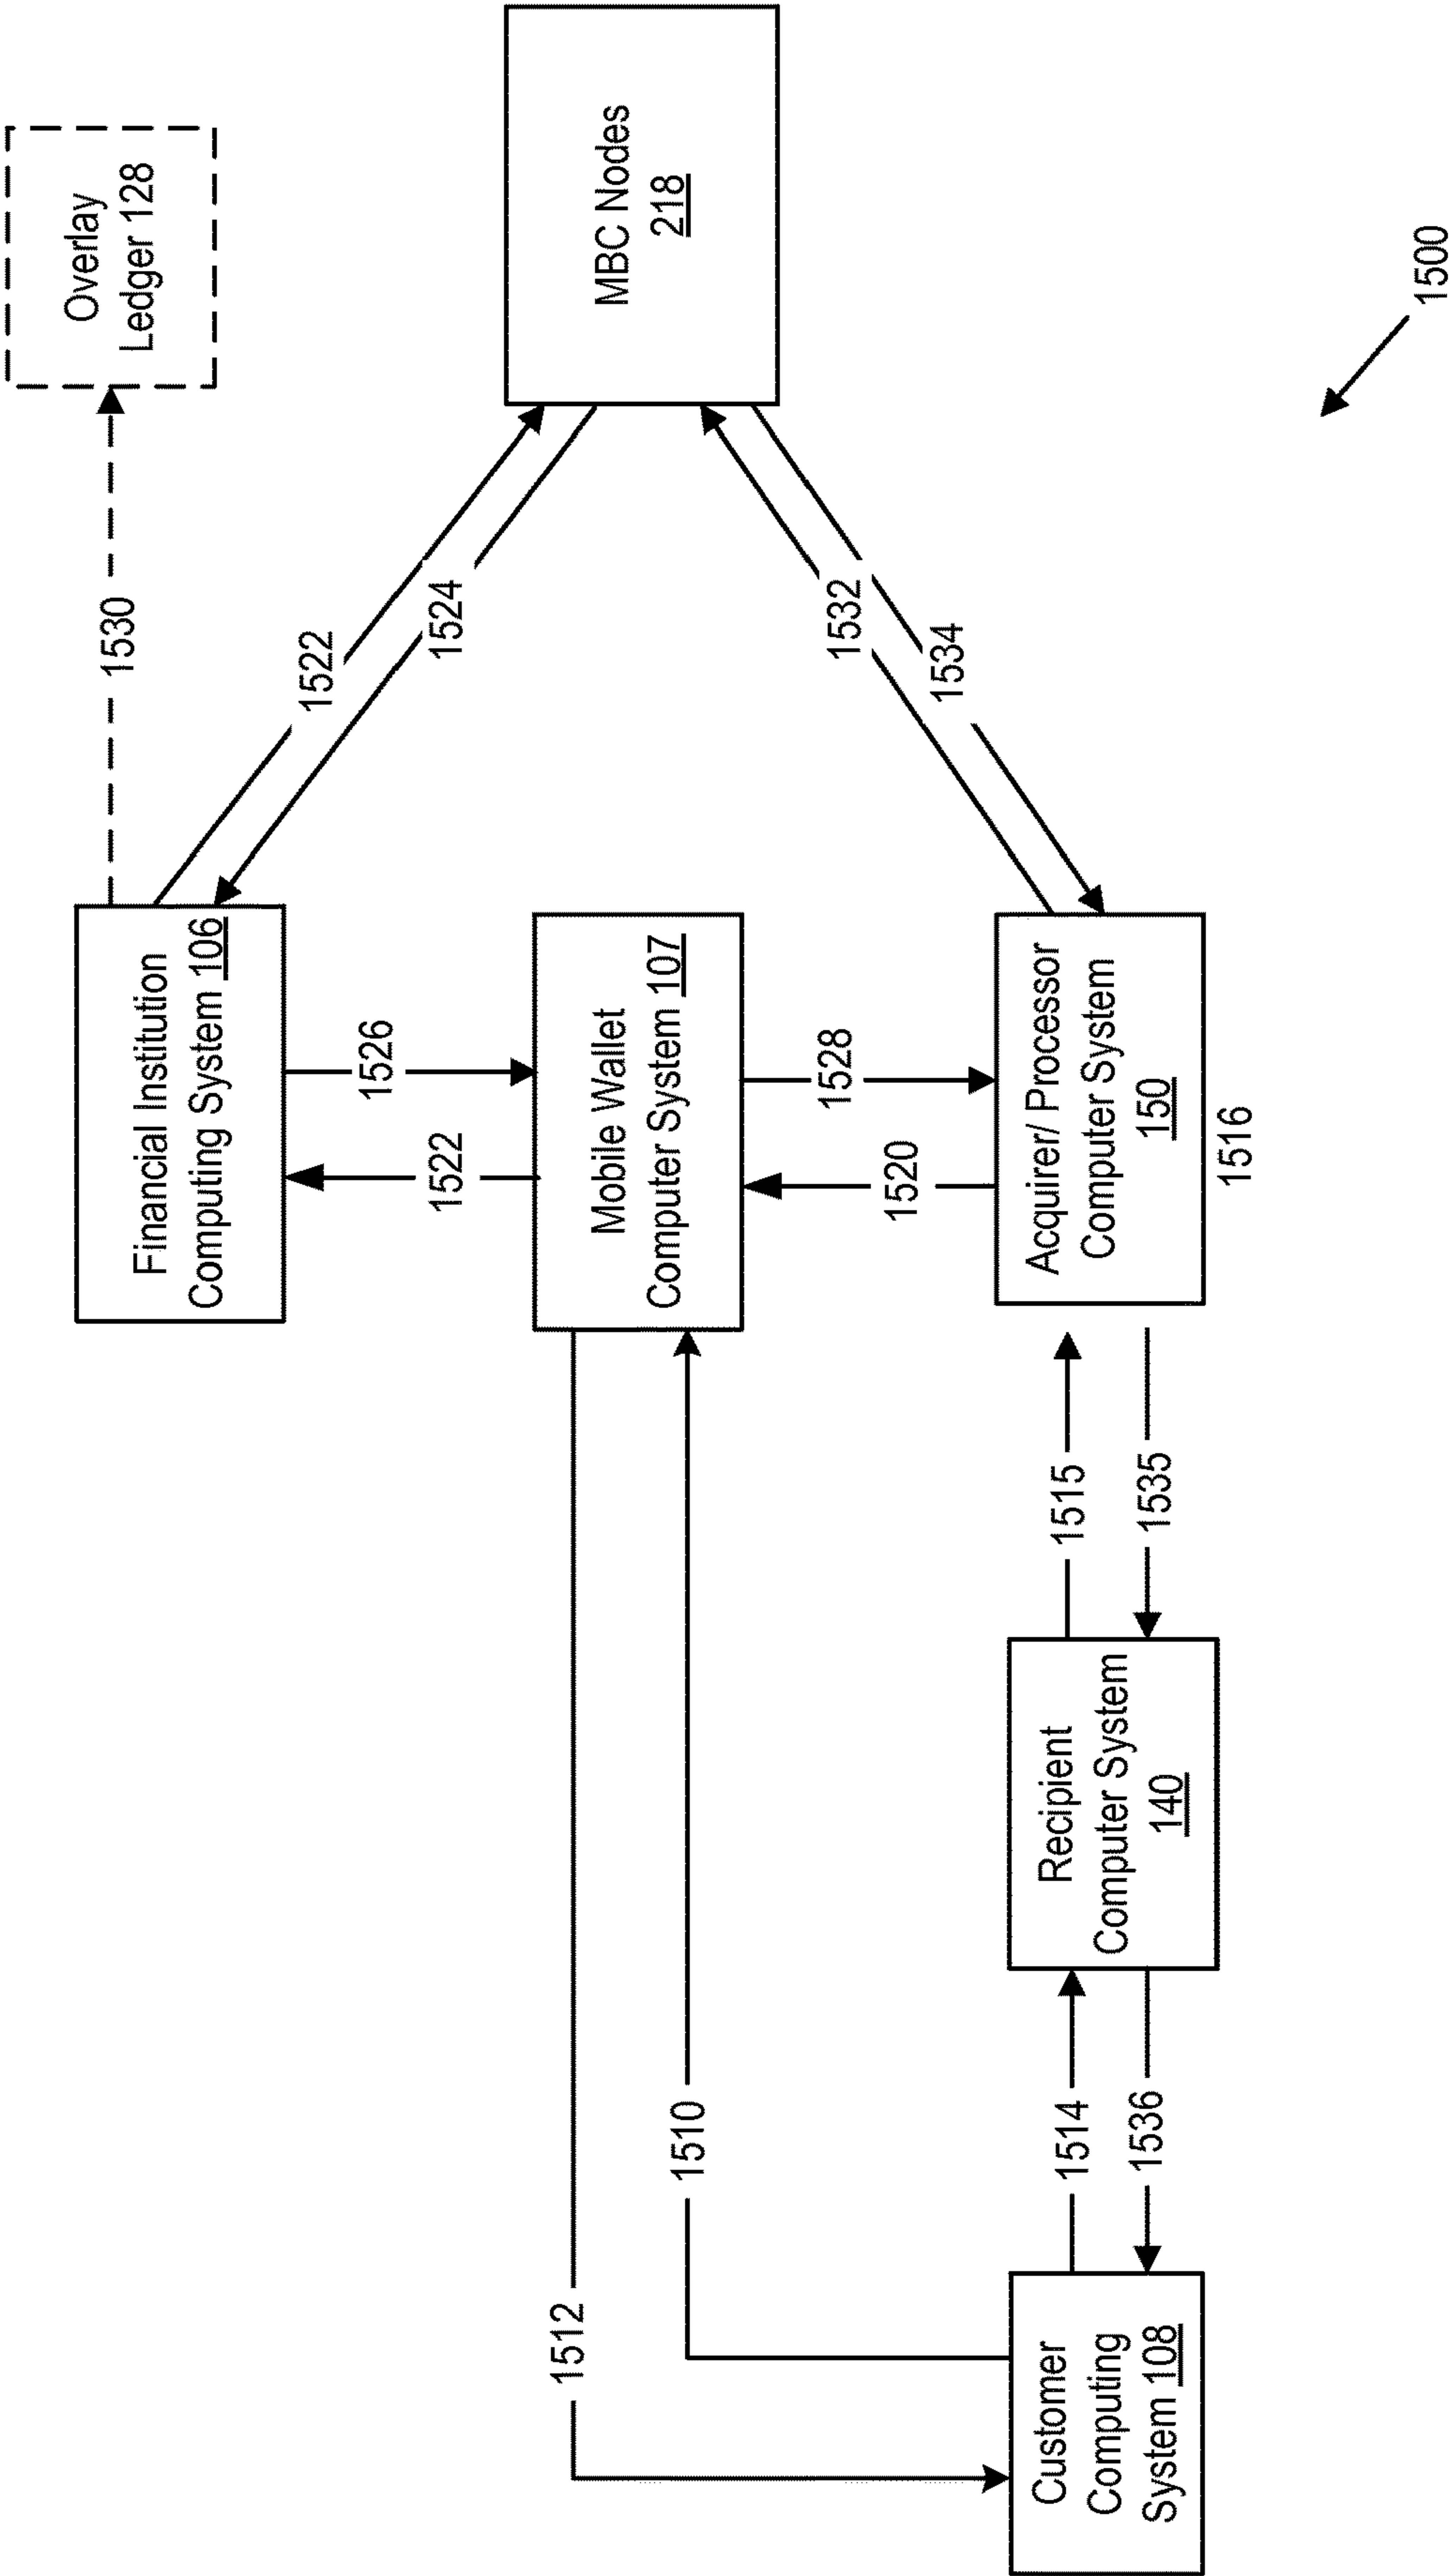 Overlay
Ledger 128
1530
MBC Nodes
218
1522
1524
1532
1534
Financial Institution
Computing System 106
1526
1522
Mobile Wallet
Computer System 107
1528
1520
Acquirer/ Processor
Computer System
150
1516
1512
1510
1515
1535
Recipient
Computer System
140
1514
1536
Customer
Computing
System 108
1500